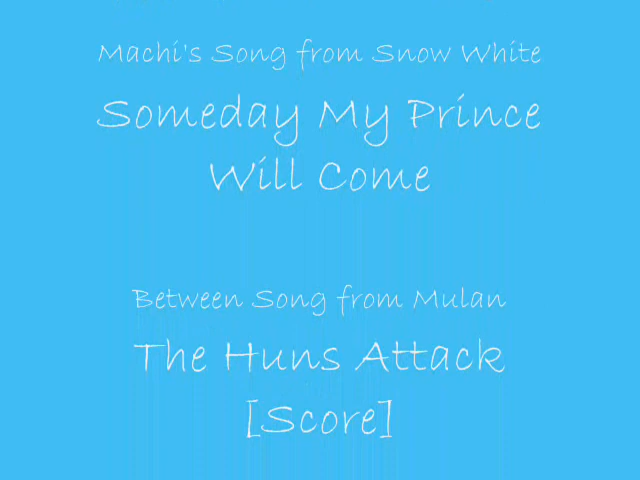 Machi's Song from Snow White
Someday My Prince
Will Come
Between Song from Mulan
The Huns Attack
[Score]